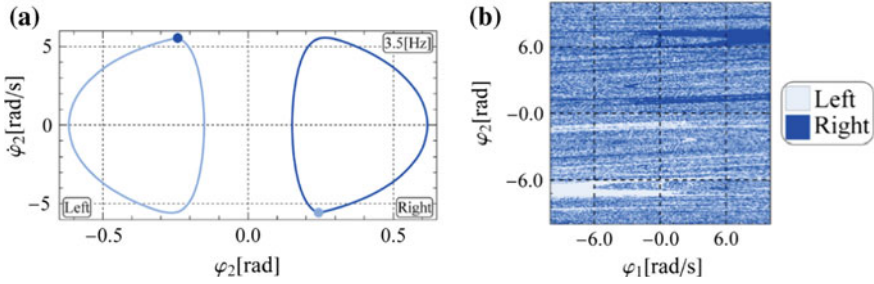 (a)
5
0
−5
φ̇₂[rad/s]
3.5[Hz]
Left
Right
−0.5
0.0
0.5
φ₂[rad]
(b)
6.0
−0.0
−6.0
φ₂[rad]
−6.0
−0.0
6.0
φ₁[rad/s]
Left
Right